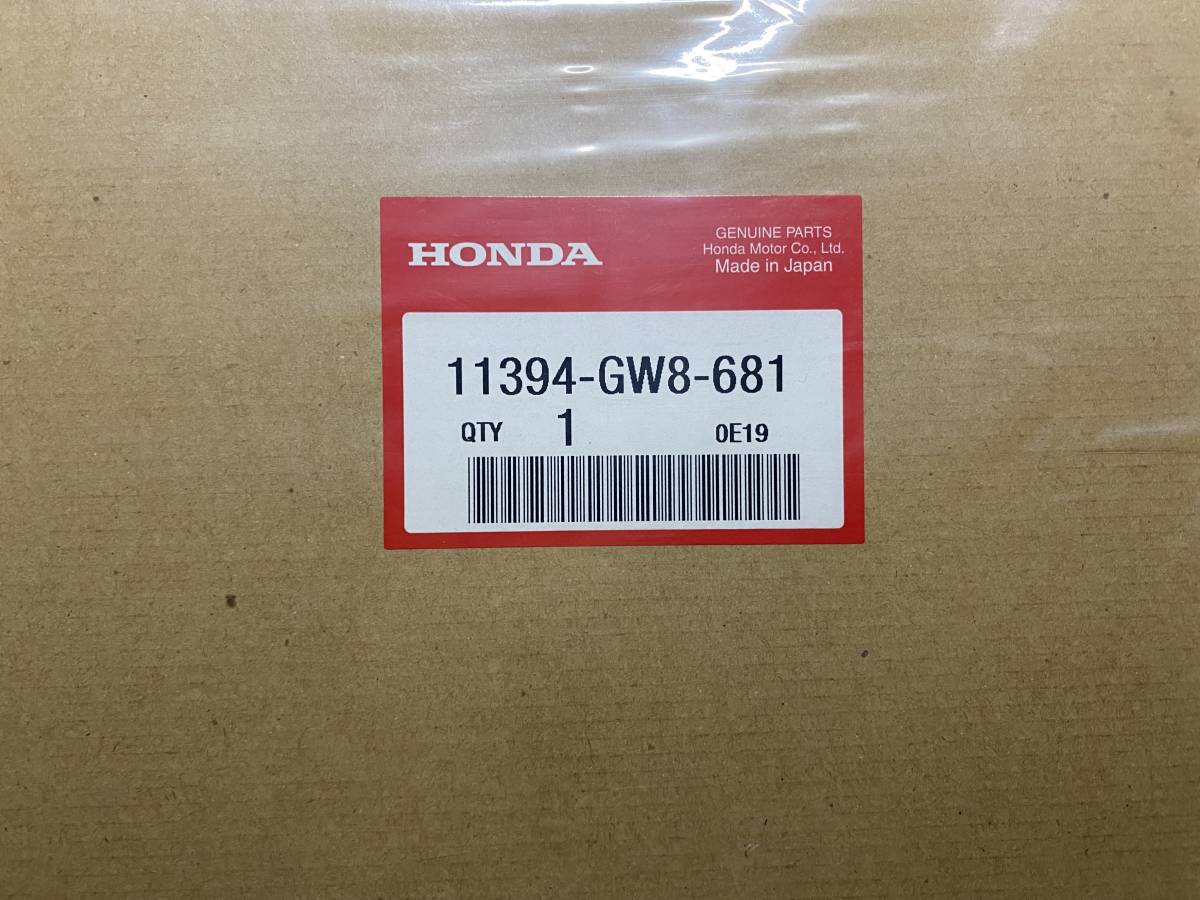 HONDA
GENUINE PARTS
Honda Motor Co., Ltd.
Made in Japan
11394-GW8-681
QTY 1 0E19